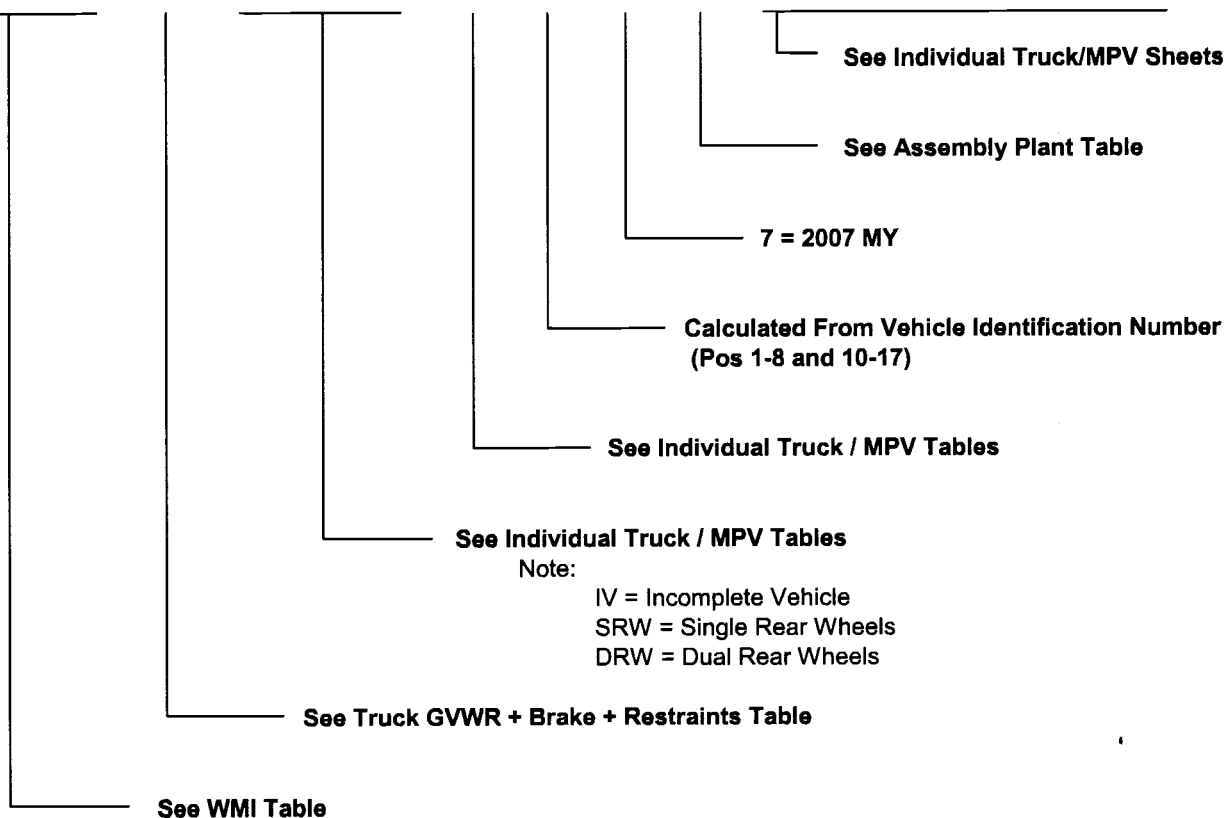 See Individual Truck/MPV Sheets
See Assembly Plant Table
7 = 2007 MY
Calculated From Vehicle Identification Number
(Pos 1-8 and 10-17)
See Individual Truck / MPV Tables
See Individual Truck / MPV Tables
Note:
IV = Incomplete Vehicle
SRW = Single Rear Wheels
DRW = Dual Rear Wheels
See Truck GVWR + Brake + Restraints Table
See WMI Table